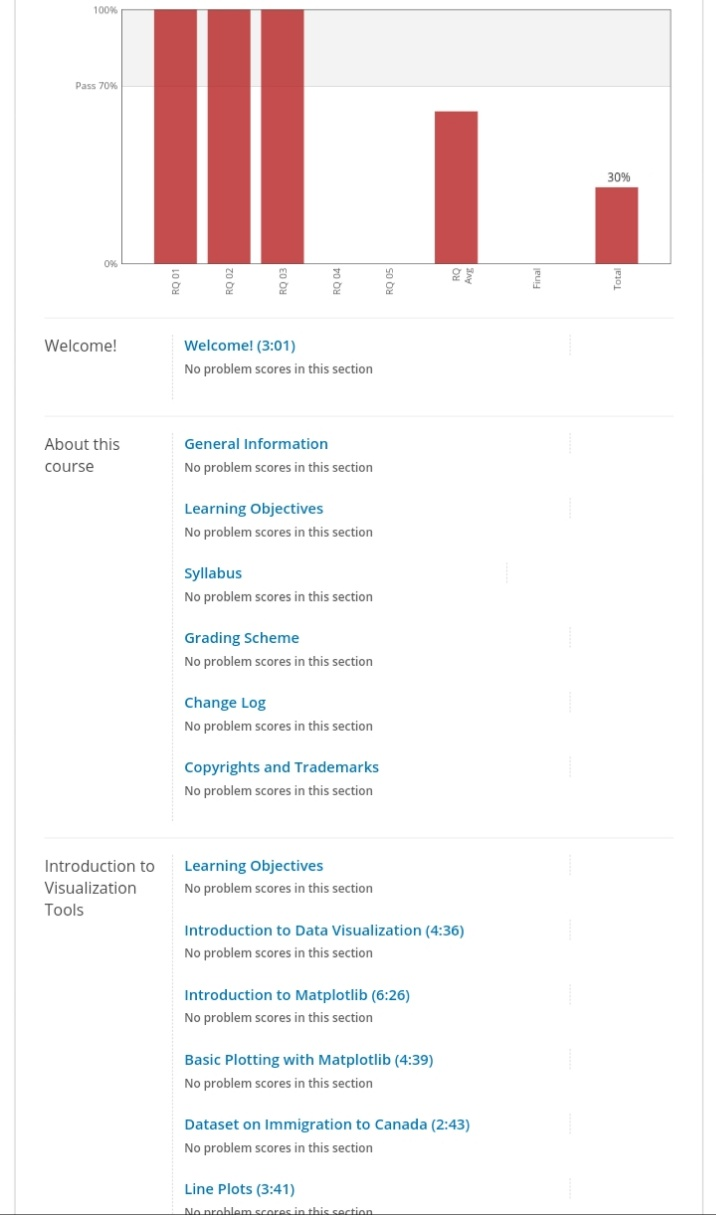 100%
Pass 70%
30%
0%
RQ 01
RQ 02
RQ 03
RQ 04
RQ 05
RQ
Avg
Final
Total
Welcome!
Welcome! (3:01)
No problem scores in this section
About this
course
General Information
No problem scores in this section
Learning Objectives
No problem scores in this section
Syllabus
No problem scores in this section
Grading Scheme
No problem scores in this section
Change Log
No problem scores in this section
Copyrights and Trademarks
No problem scores in this section
Introduction to
Visualization
Tools
Learning Objectives
No problem scores in this section
Introduction to Data Visualization (4:36)
No problem scores in this section
Introduction to Matplotlib (6:26)
No problem scores in this section
Basic Plotting with Matplotlib (4:39)
No problem scores in this section
Dataset on Immigration to Canada (2:43)
No problem scores in this section
Line Plots (3:41)
No problem scores in this section